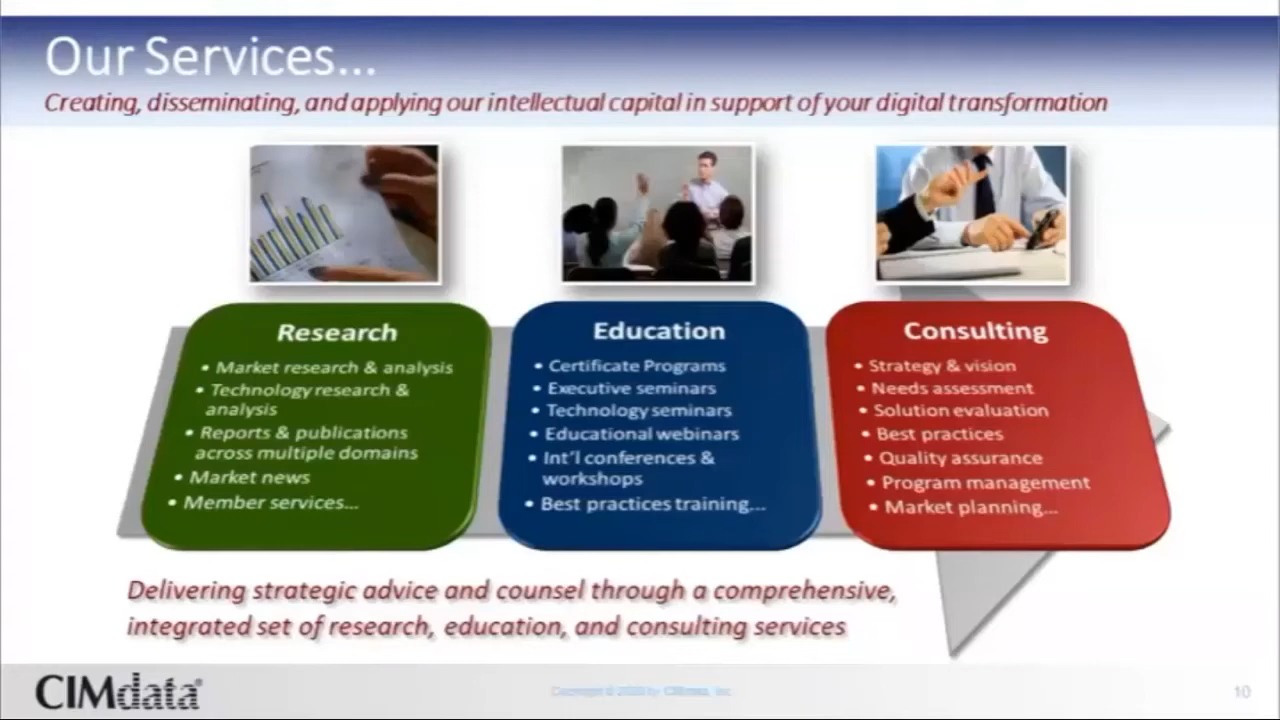 Our Services...
Creating, disseminating, and applying our intellectual capital in support of your digital transformation
Research
• Market research & analysis
• Technology research &
analysis
• Reports & publications
across multiple domains
• Market news
• Member services...
Education
• Certificate Programs
• Executive seminars
• Technology seminars
• Educational webinars
• Int'l conferences &
workshops
• Best practices training...
Consulting
• Strategy & vision
• Needs assessment
• Solution evaluation
• Best practices
• Quality assurance
• Program management
• Market planning...
Delivering strategic advice and counsel through a comprehensive,
integrated set of research, education, and consulting services
CIMdata®
Copyright © by CIMdata, Inc.
10